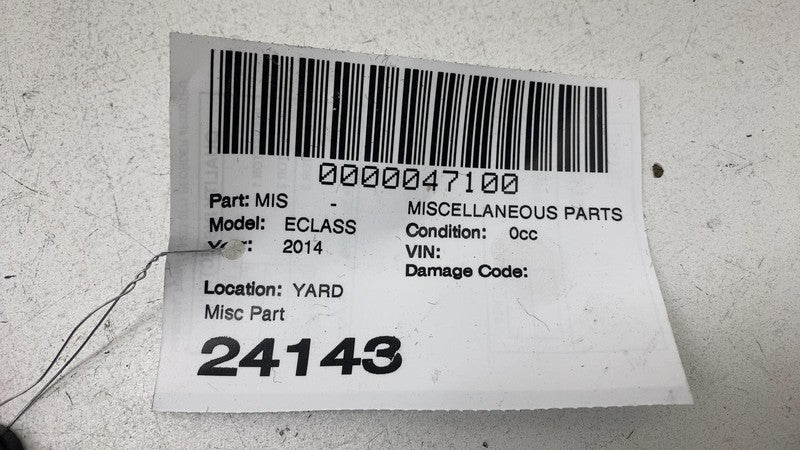 0000047100
Part: MIS - MISCELLANEOUS PARTS
Model: ECLASS Condition: 0cc
2014 VIN:
Damage Code:
Location: YARD
Misc Part
24143